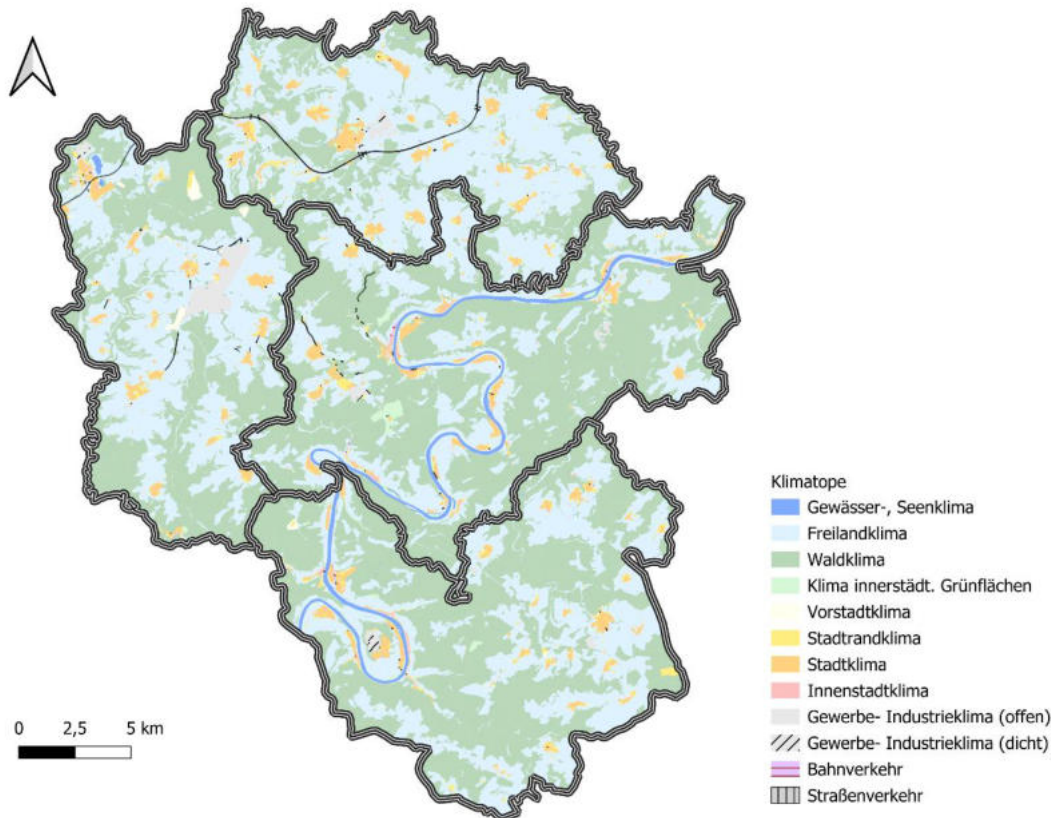 Klimatope
Gewässer-, Seenklima
Freilandklima
Waldklima
Klima innerstädt. Grünflächen
Vorstadtklima
Stadtrandklima
Stadtklima
Innenstadtklima
Gewerbe- Industrieklima (offen)
Gewerbe- Industrieklima (dicht)
Bahnverkehr
Straßenverkehr
0 2,5 5 km